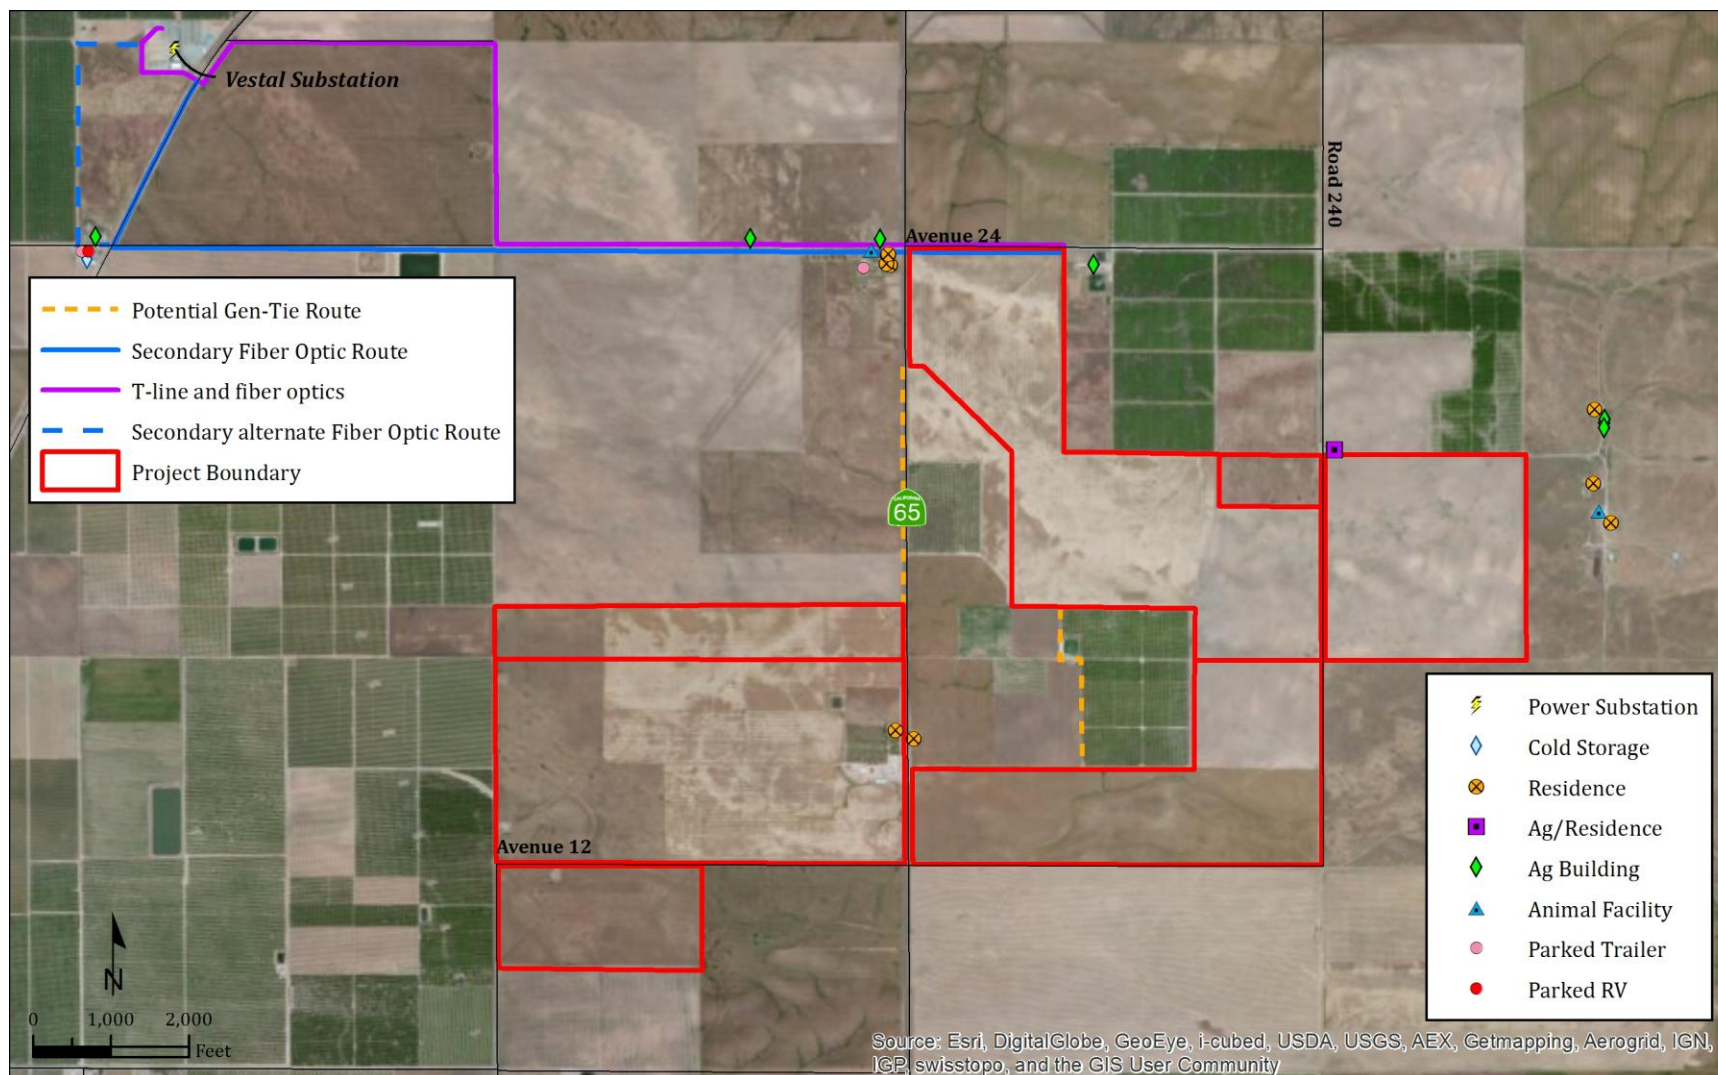 Vestal Substation
Road 240
Avenue 24
Potential Gen-Tie Route
Secondary Fiber Optic Route
T-line and fiber optics
Secondary alternate Fiber Optic Route
Project Boundary
CALIFORNIA
65
Power Substation
Cold Storage
Residence
Ag/Residence
Ag Building
Animal Facility
Parked Trailer
Parked RV
Avenue 12
N
0 1,000 2,000
Feet
Source: Esri, DigitalGlobe, GeoEye, i-cubed, USDA, USGS, AEX, Getmapping, Aerogrid, IGN,
IGP, swisstopo, and the GIS User Community